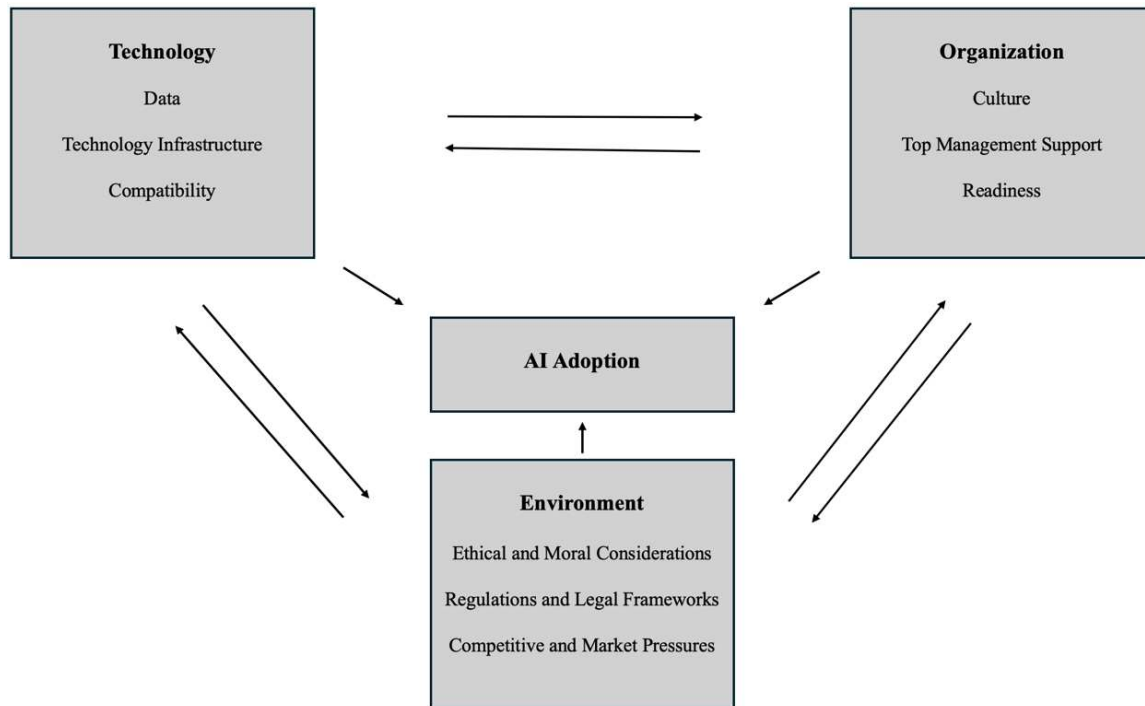 Technology
Data
Technology Infrastructure
Compatibility
Organization
Culture
Top Management Support
Readiness
AI Adoption
Environment
Ethical and Moral Considerations
Regulations and Legal Frameworks
Competitive and Market Pressures